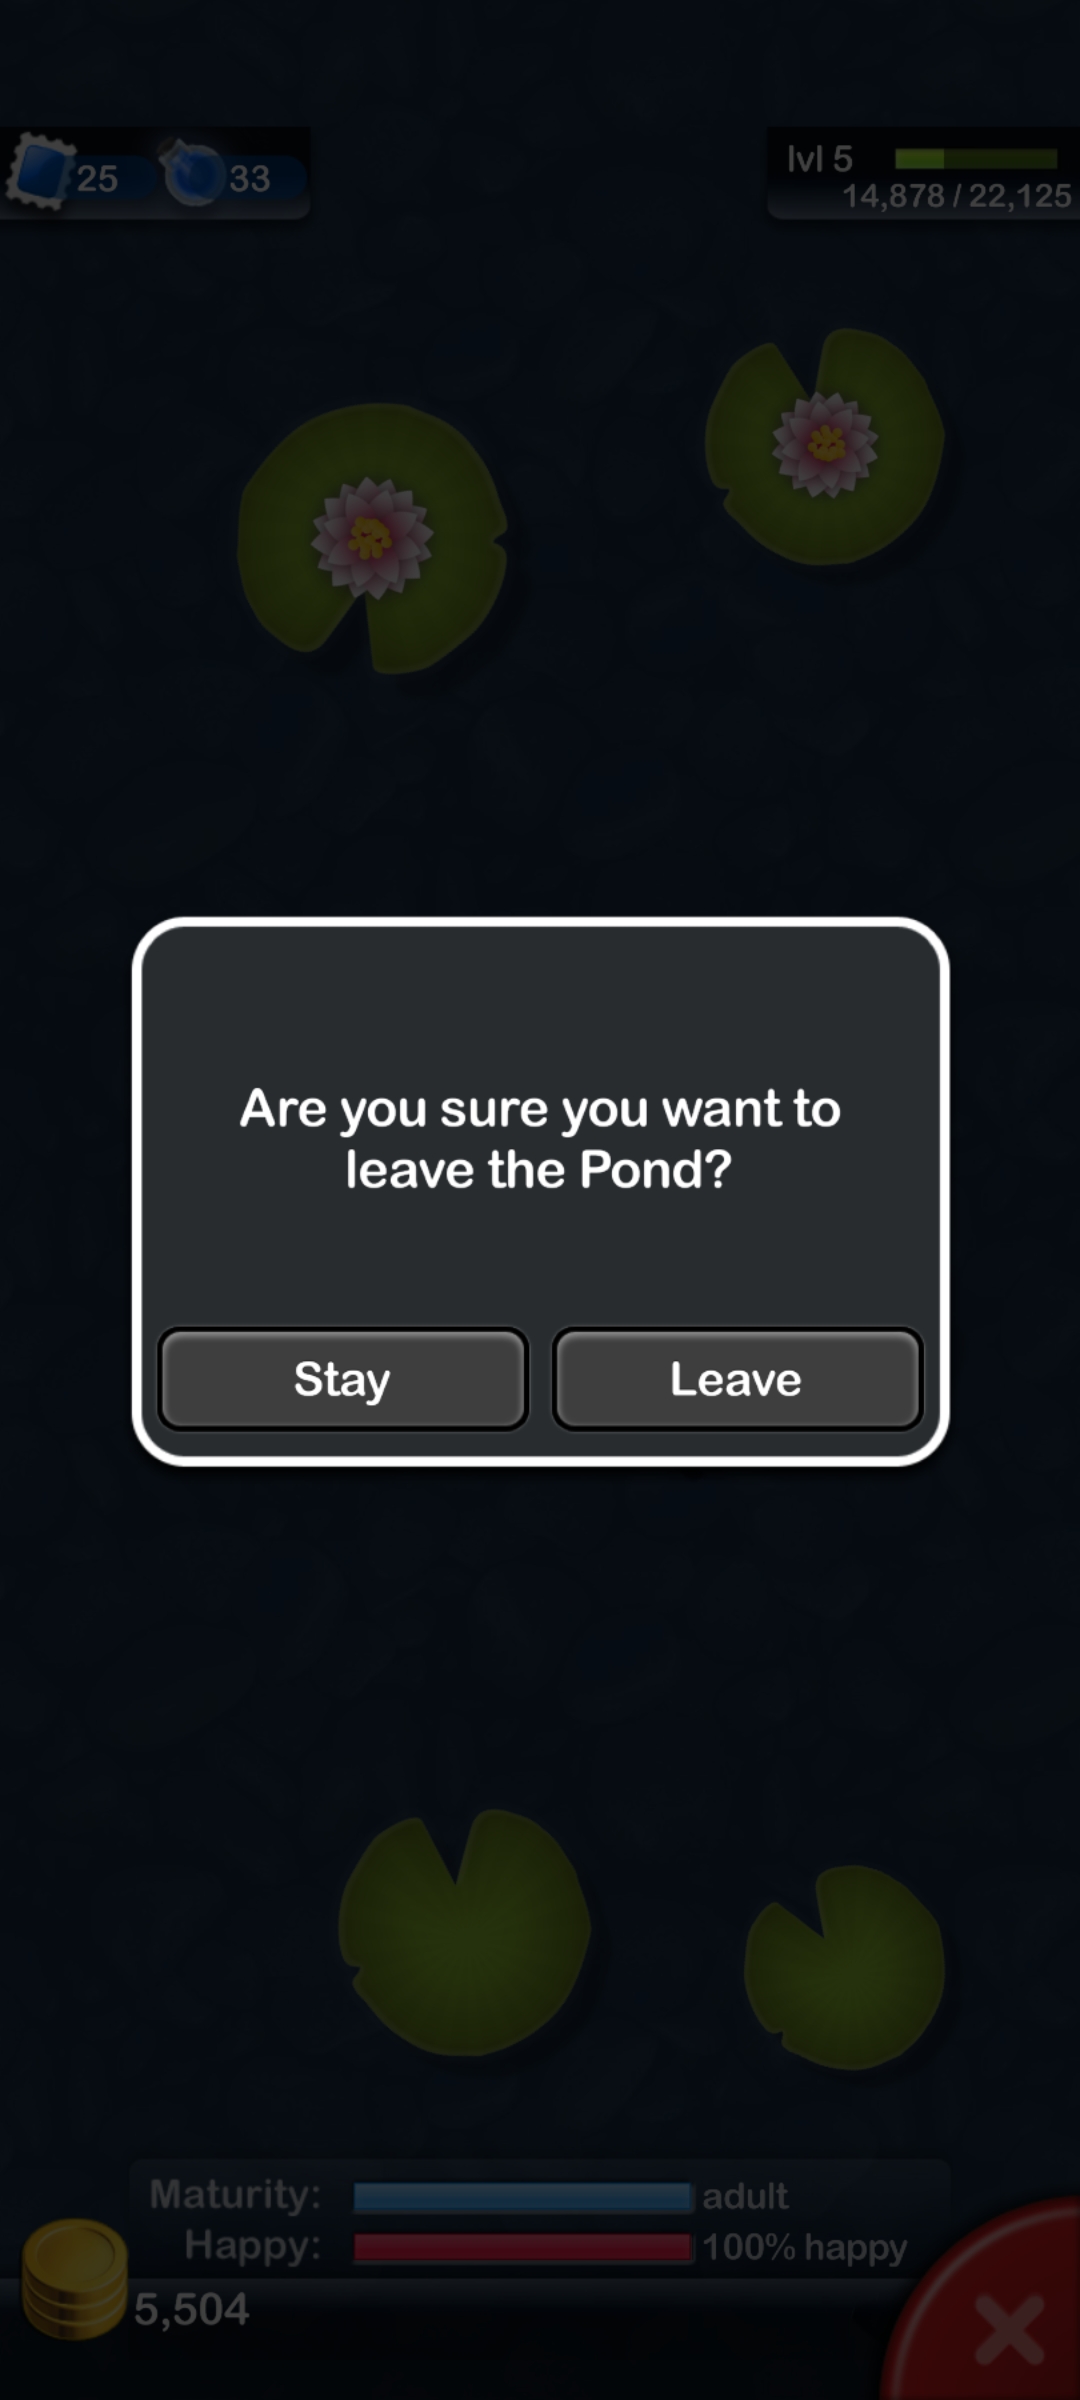 25
33
lvl 5
14,878 / 22,125
Are you sure you want to
leave the Pond?
Stay
Leave
Maturity:
adult
Happy:
100% happy
5,504